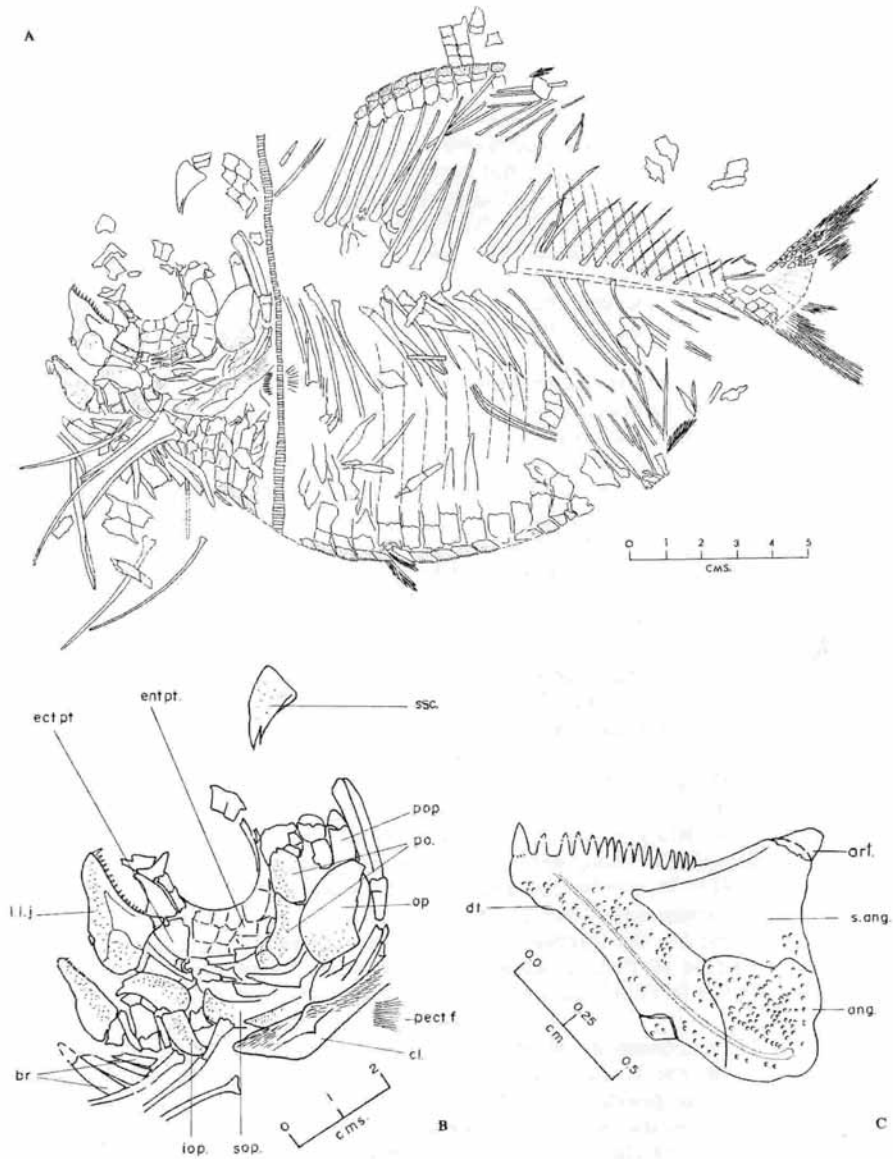 A
0 1 2 3 4 5
CMS.
ect pt
ent pt.
ssc.
pop.
po.
op
l.l.j
pect f.
cl.
br
iop.
sop.
0 1 2
cms.
B
art.
dt.
s.ang.
ang.
0.0
0.25
0.5
cm.
C